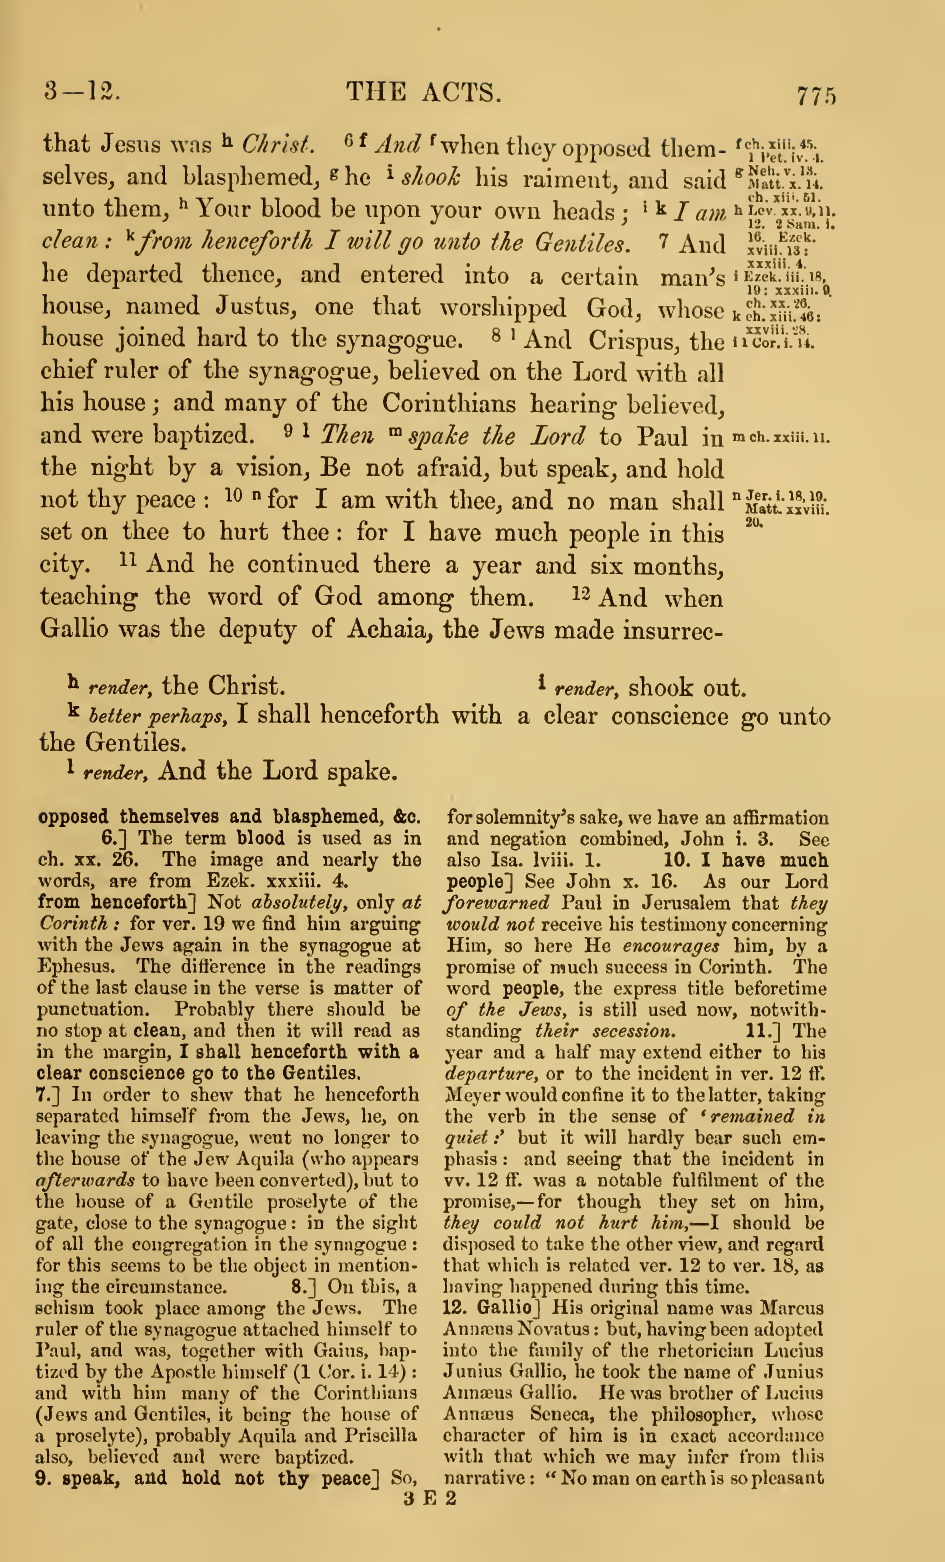 3—12.
THE ACTS.
775
that Jesus was h Christ. 6 f And f when they opposed them-
selves, and blasphemed, g he i shook his raiment, and said
unto them, h Your blood be upon your own heads ; i k I am
clean : k from henceforth I will go unto the Gentiles. 7 And
he departed thence, and entered into a certain man's
house, named Justus, one that worshipped God, whose
house joined hard to the synagogue. 8 l And Crispus, the
chief ruler of the synagogue, believed on the Lord with all
his house ; and many of the Corinthians hearing believed,
and were baptized. 9 l Then m spake the Lord to Paul in
the night by a vision, Be not afraid, but speak, and hold
not thy peace : 10 n for I am with thee, and no man shall
set on thee to hurt thee : for I have much people in this
city. 11 And he continued there a year and six months,
teaching the word of God among them. 12 And when
Gallio was the deputy of Achaia, the Jews made insurrec-
f ch. xiii. 45.
1 Pet. iv. 4.
g Neh. v. 13.
Matt. x. 14.
ch. xiii. 51.
h Lev. xx. 9, 11.
12. 2 Sam. i.
16. Ezek.
xviii. 13 :
xxxiii. 4.
i Ezek. iii. 18,
19 : xxxiii. 9.
ch. xx. 26.
k ch. xiii. 46 :
xxviii. 28.
l 1 Cor. i. 14.
m ch. xxiii. 11.
n Jer. i. 18, 19.
Matt. xxviii.
20.
h render, the Christ.
i render, shook out.
k better perhaps, I shall henceforth with a clear conscience go unto
the Gentiles.
l render, And the Lord spake.
opposed themselves and blasphemed, &c.
6.] The term blood is used as in
ch. xx. 26. The image and nearly the
words, are from Ezek. xxxiii. 4.
from henceforth] Not absolutely, only at
Corinth : for ver. 19 we find him arguing
with the Jews again in the synagogue at
Ephesus. The difference in the readings
of the last clause in the verse is matter of
punctuation. Probably there should be
no stop at clean, and then it will read as
in the margin, I shall henceforth with a
clear conscience go to the Gentiles.
7.] In order to shew that he henceforth
separated himself from the Jews, he, on
leaving the synagogue, went no longer to
the house of the Jew Aquila (who appears
afterwards to have been converted), but to
the house of a Gentile proselyte of the
gate, close to the synagogue : in the sight
of all the congregation in the synagogue :
for this seems to be the object in mention-
ing the circumstance. 8.] On this, a
schism took place among the Jews. The
ruler of the synagogue attached himself to
Paul, and was, together with Gaius, bap-
tized by the Apostle himself (1 Cor. i. 14) :
and with him many of the Corinthians
(Jews and Gentiles, it being the house of
a proselyte), probably Aquila and Priscilla
also, believed and were baptized.
9. speak, and hold not thy peace] So,
for solemnity's sake, we have an affirmation
and negation combined, John i. 3. See
also Isa. lviii. 1. 10. I have much
people] See John x. 16. As our Lord
forewarned Paul in Jerusalem that they
would not receive his testimony concerning
Him, so here He encourages him, by a
promise of much success in Corinth. The
word people, the express title beforetime
of the Jews, is still used now, notwith-
standing their secession. 11.] The
year and a half may extend either to his
departure, or to the incident in ver. 12 ff.
Meyer would confine it to the latter, taking
the verb in the sense of ‘remained in
quiet :’ but it will hardly bear such em-
phasis : and seeing that the incident in
vv. 12 ff. was a notable fulfilment of the
promise,—for though they set on him,
they could not hurt him,—I should be
disposed to take the other view, and regard
that which is related ver. 12 to ver. 18, as
having happened during this time.
12. Gallio] His original name was Marcus
Annæus Novatus : but, having been adopted
into the family of the rhetorician Lucius
Junius Gallio, he took the name of Junius
Annæus Gallio. He was brother of Lucius
Annæus Seneca, the philosopher, whose
character of him is in exact accordance
with that which we may infer from this
narrative : “ No man on earth is so pleasant
3 E 2